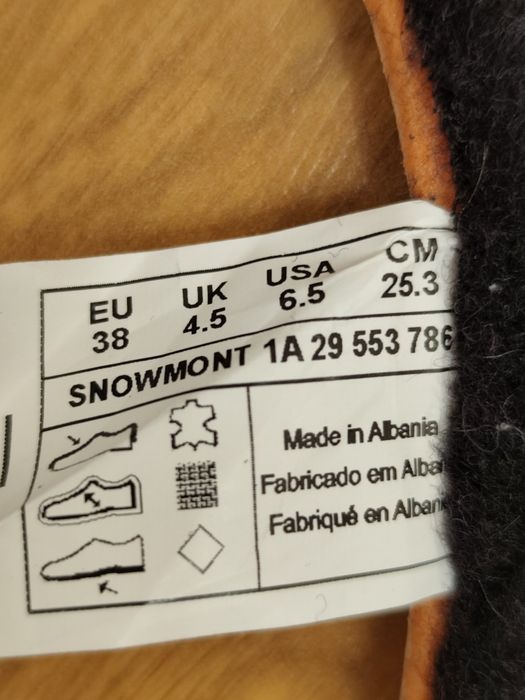 EU UK USA CM
38 4.5 6.5 25.3
SNOWMONT 1A 29 553 786
Made in Albania
Fabricado em Alba
Fabriqué en Alban